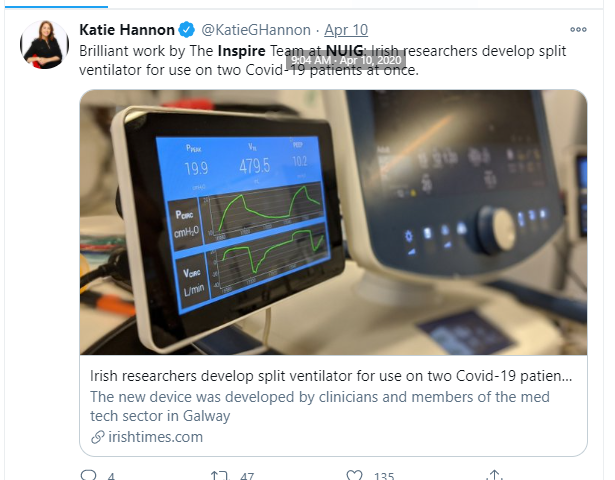 Katie Hannon @KatieGHannon · Apr 10
Brilliant work by The Inspire Team at NUIG: Irish researchers develop split
9:04 AM · Apr 10, 2020
ventilator for use on two Covid-19 patients at once.
PPEAK VTE PEEP
19.9 479.5 10.2
PCIRC
cmH2O
VCIRC
L/min
Irish researchers develop split ventilator for use on two Covid-19 patien...
The new device was developed by clinicians and members of the med
tech sector in Galway
irishtimes.com
4 47 135